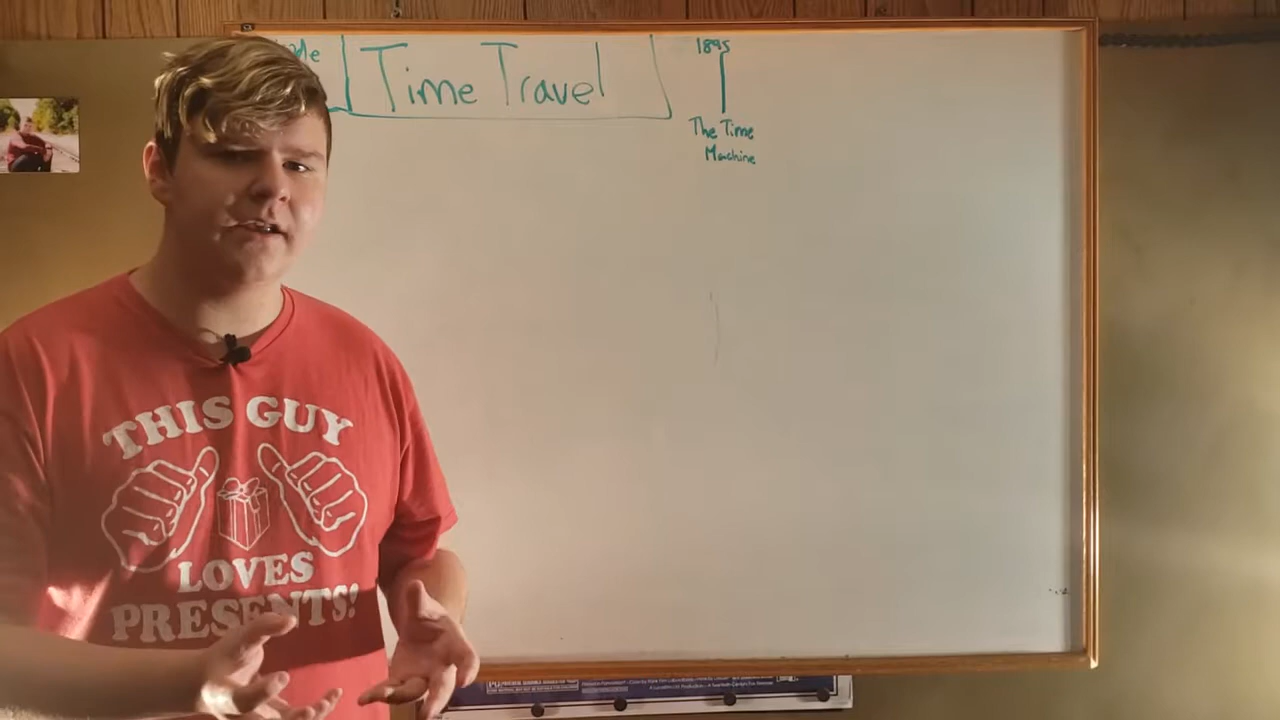 Time Travel
1895
The Time
Machine
THIS GUY
LOVES
PRESENTS!